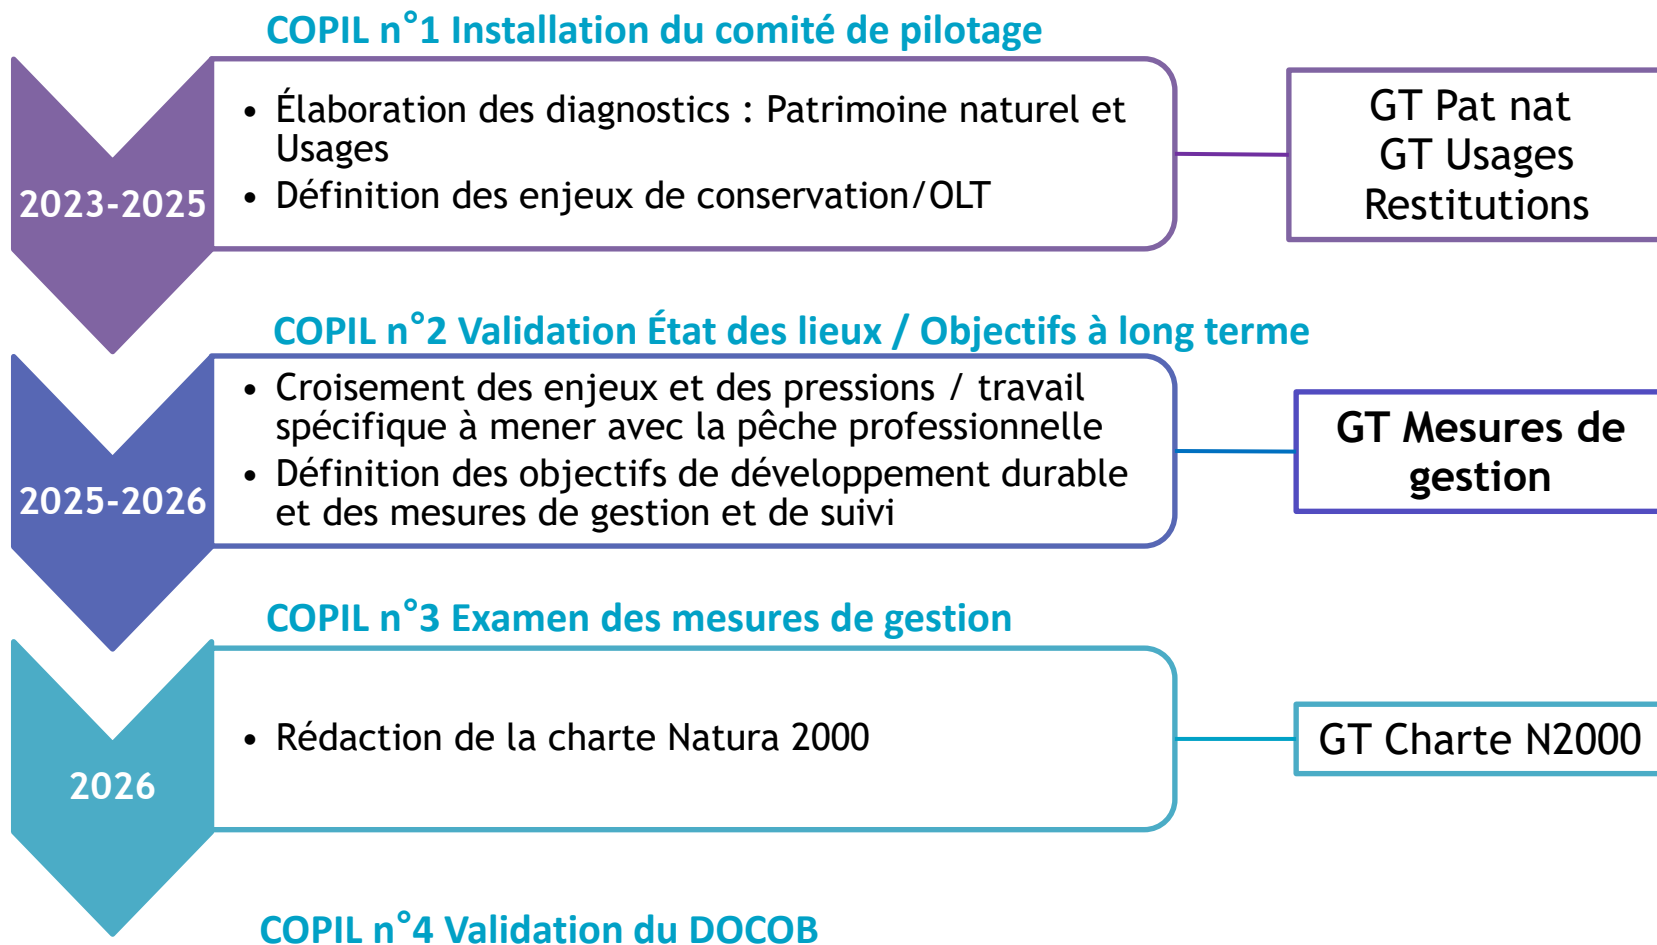 COPIL n°1 Installation du comité de pilotage
2023-2025
• Élaboration des diagnostics : Patrimoine naturel et
Usages
• Définition des enjeux de conservation/OLT
GT Pat nat
GT Usages
Restitutions
COPIL n°2 Validation État des lieux / Objectifs à long terme
2025-2026
• Croisement des enjeux et des pressions / travail
spécifique à mener avec la pêche professionnelle
• Définition des objectifs de développement durable
et des mesures de gestion et de suivi
GT Mesures de
gestion
COPIL n°3 Examen des mesures de gestion
2026
• Rédaction de la charte Natura 2000
GT Charte N2000
COPIL n°4 Validation du DOCOB